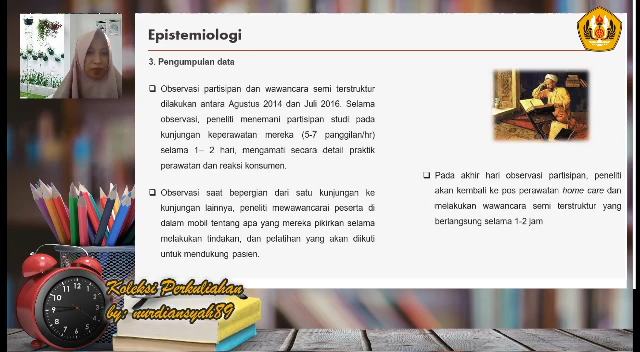 Epistemiologi
3. Pengumpulan data
Observasi partisipan dan wawancara semi terstruktur
dilakukan antara Agustus 2014 dan Juli 2016. Selama
observasi, peneliti menemani partisipan studi pada
kunjungan keperawatan mereka (5-7 panggilan/hr)
selama 1– 2 hari, mengamati secara detail praktik
perawatan dan reaksi konsumen.
Observasi saat bepergian dari satu kunjungan ke
kunjungan lainnya, peneliti mewawancarai peserta di
dalam mobil tentang apa yang mereka pikirkan selama
melakukan tindakan, dan pelatihan yang akan diikuti
untuk mendukung pasien.
Pada akhir hari observasi partisipan, peneliti
akan kembali ke pos perawatan home care dan
melakukan wawancara semi terstruktur yang
berlangsung selama 1-2 jam
Koleksi Perkuliahan
by: nurdiansyah89